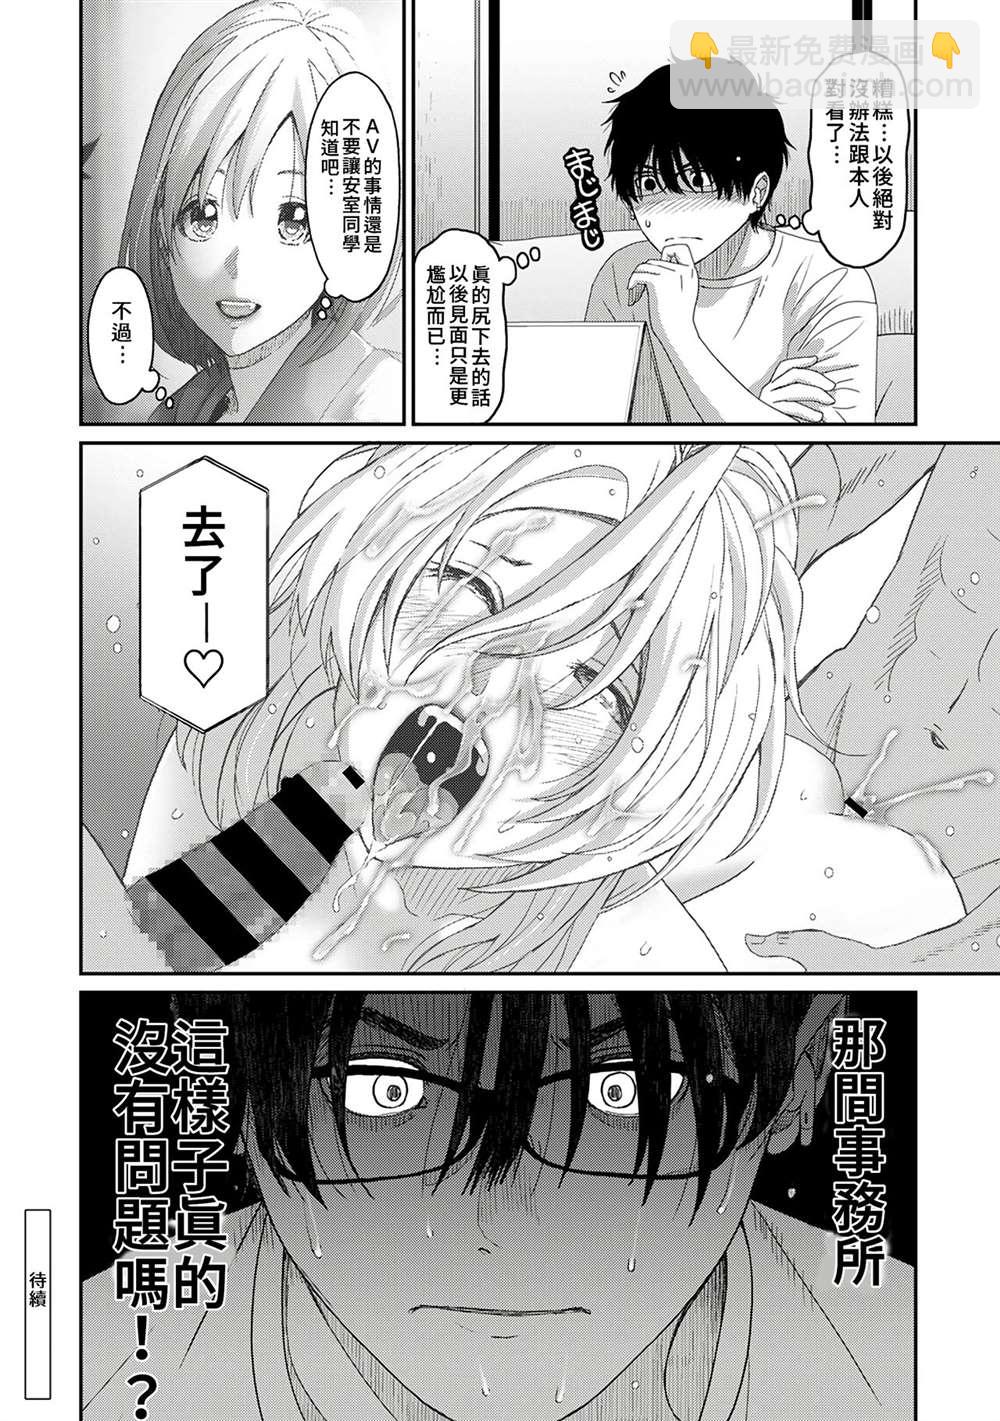 最新免費漫画
www.baozimh.com
糟糕…以後絕對
沒辦法跟本人
對看了…
まじまじ
真的尻下去的話
以後見面只是更
尷尬而已…
AV的事情還是
不要讓安室同學
知道吧…
不過…
去了—♡
那間事務所
這樣子真的
沒有問題嗎！？
待續